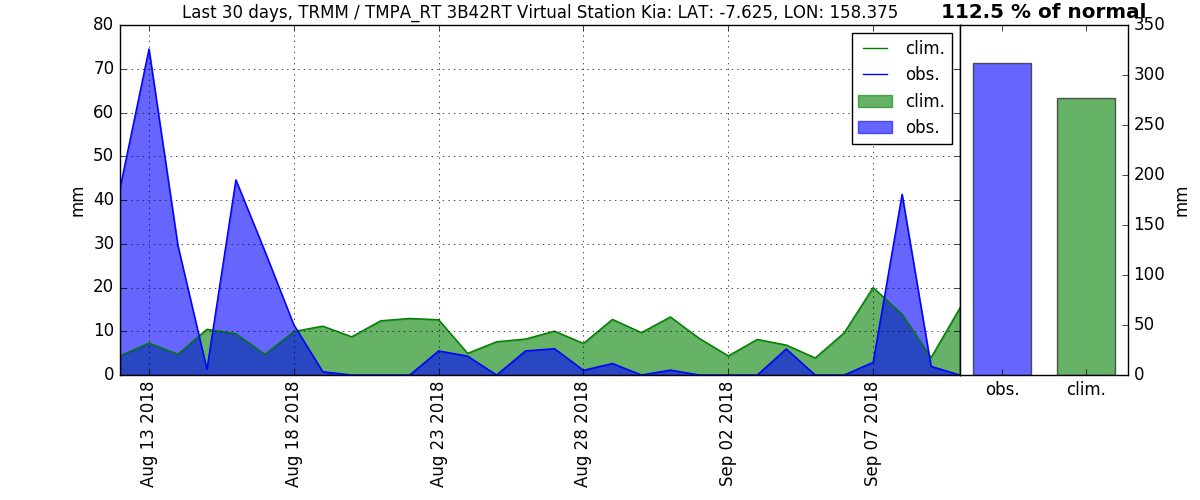 Last 30 days, TRMM / TMPA_RT 3B42RT Virtual Station Kia: LAT: -7.625, LON: 158.375
112.5 % of normal
80
70
60
50
40
30
20
10
0
mm
clim.
obs.
clim.
obs.
Aug 13 2018
Aug 18 2018
Aug 23 2018
Aug 28 2018
Sep 02 2018
Sep 07 2018
350
300
250
200
150
100
50
0
mm
obs.
clim.